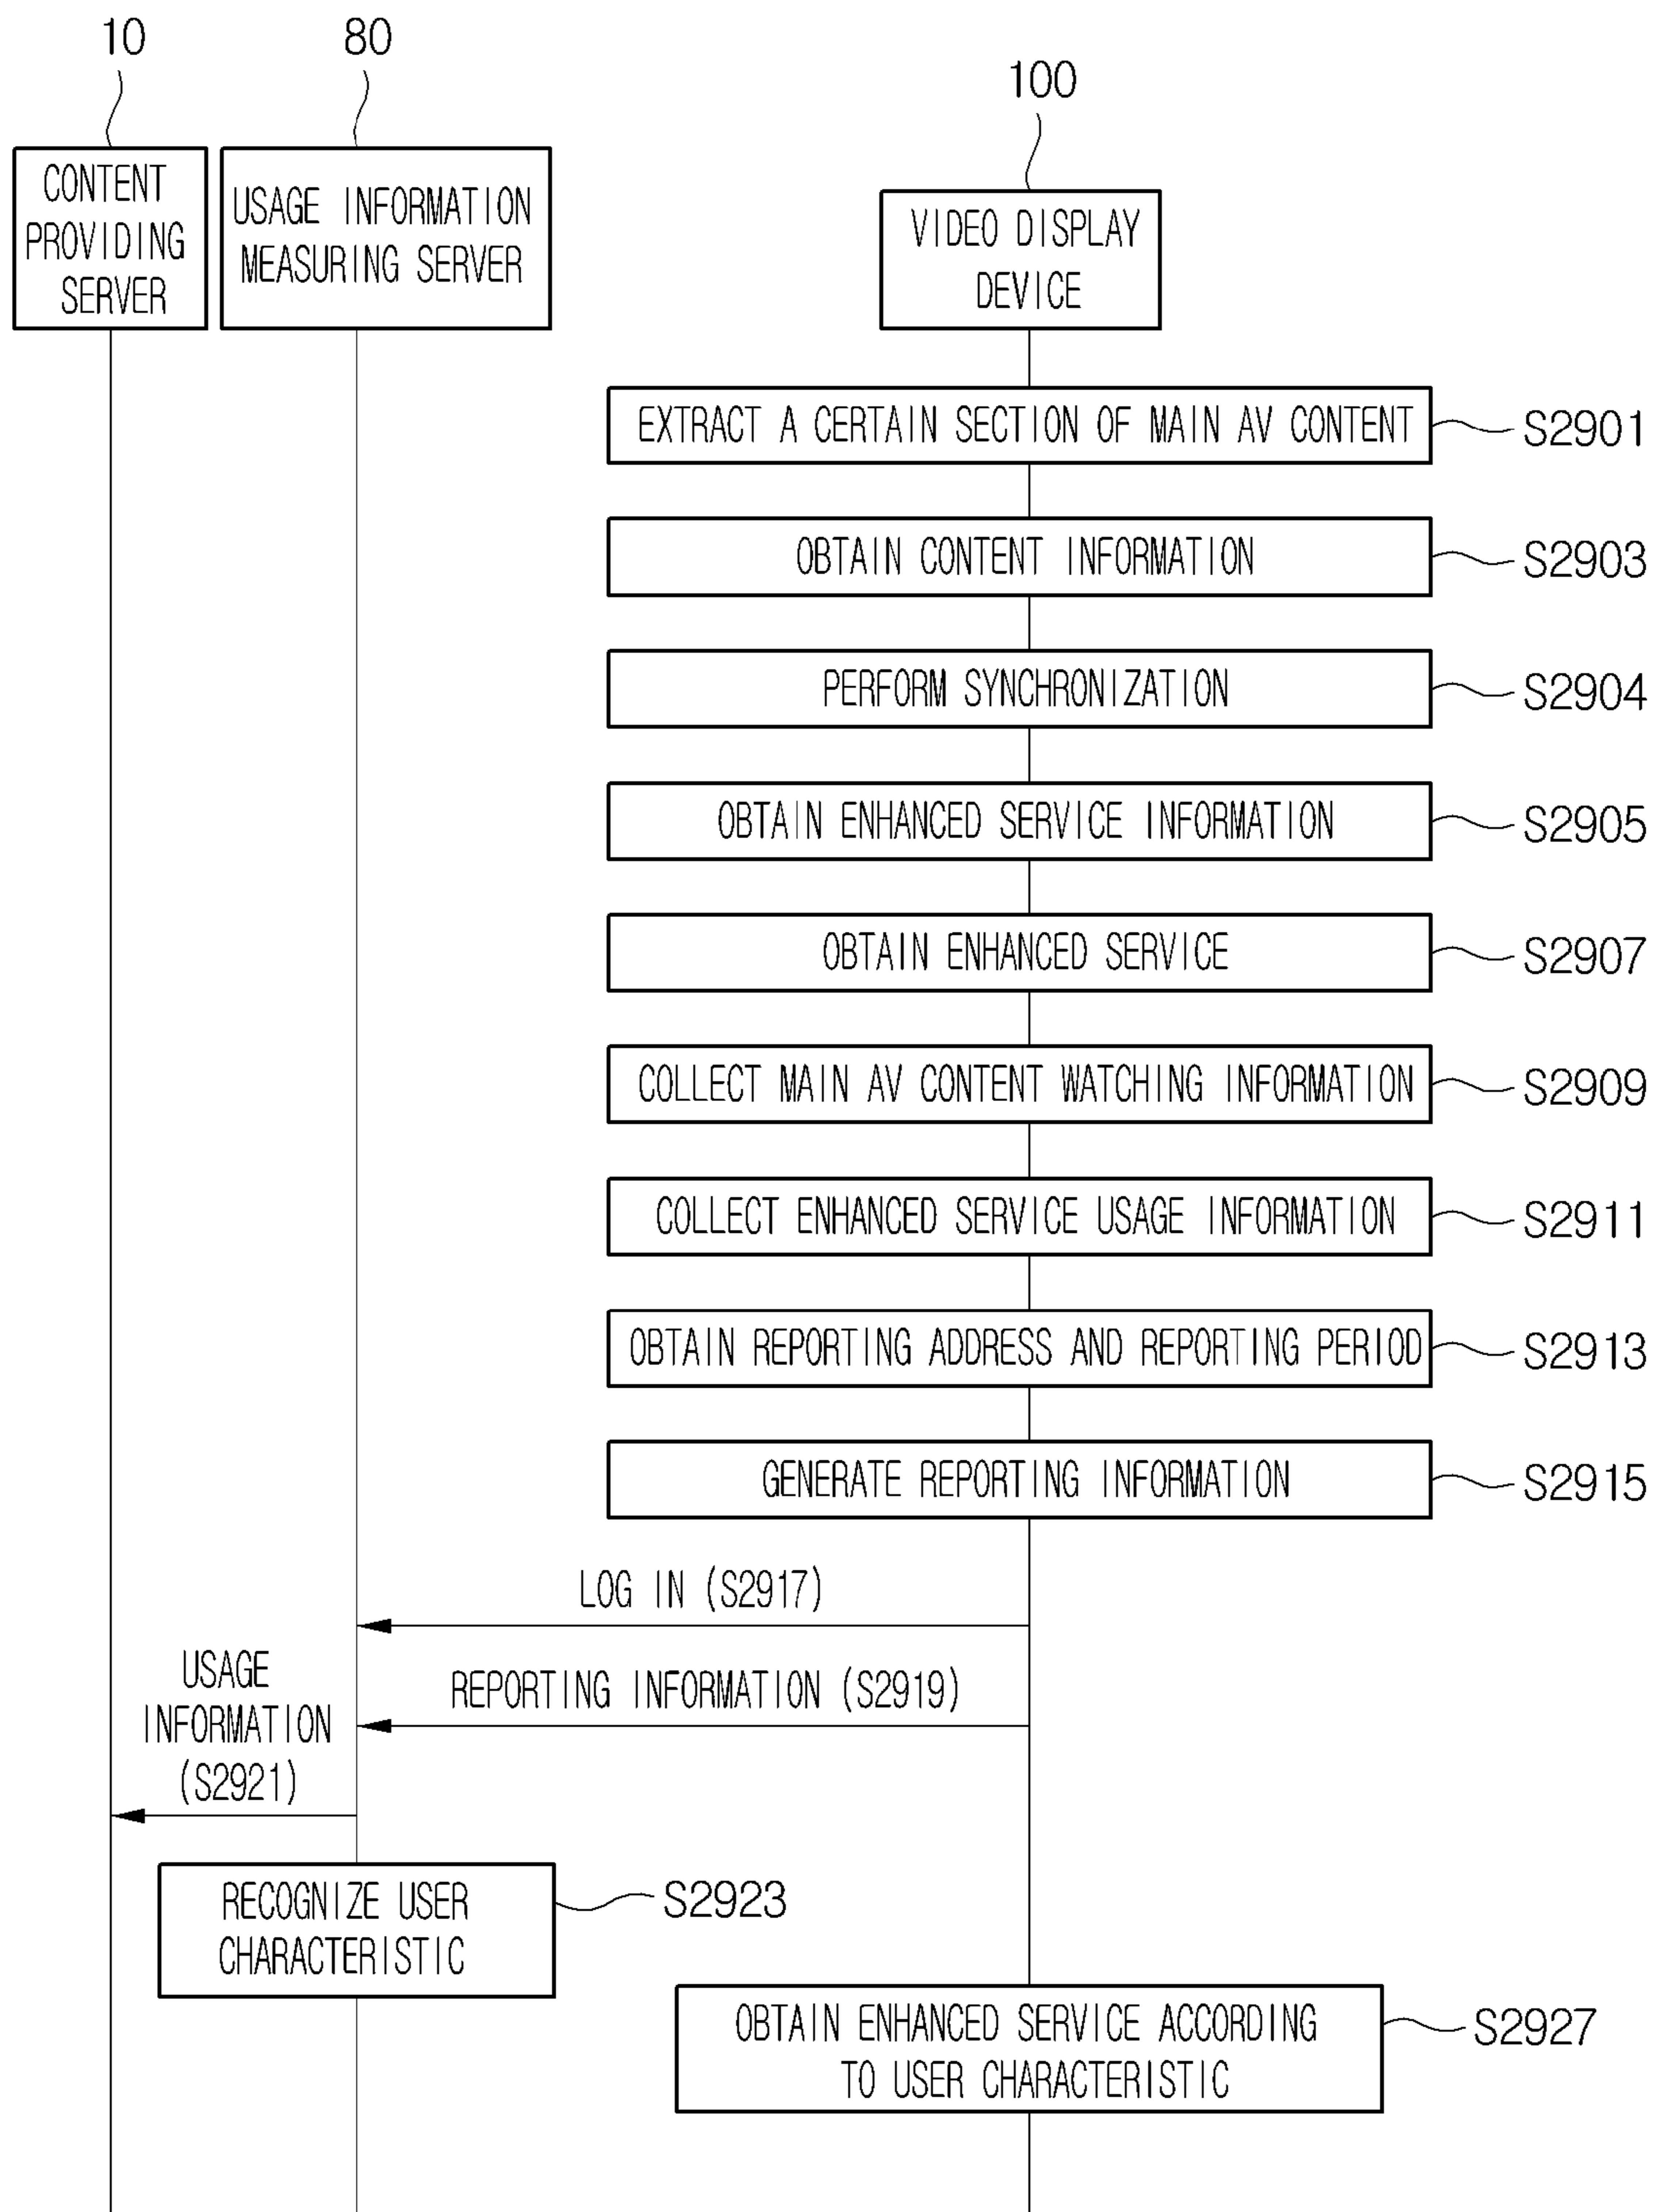 10
80
100
CONTENT
PROVIDING
SERVER
USAGE INFORMATION
MEASURING SERVER
VIDEO DISPLAY
DEVICE
EXTRACT A CERTAIN SECTION OF MAIN AV CONTENT
S2901
OBTAIN CONTENT INFORMATION
S2903
PERFORM SYNCHRONIZATION
S2904
OBTAIN ENHANCED SERVICE INFORMATION
S2905
OBTAIN ENHANCED SERVICE
S2907
COLLECT MAIN AV CONTENT WATCHING INFORMATION
S2909
COLLECT ENHANCED SERVICE USAGE INFORMATION
S2911
OBTAIN REPORTING ADDRESS AND REPORTING PERIOD
S2913
GENERATE REPORTING INFORMATION
S2915
LOG IN (S2917)
REPORTING INFORMATION (S2919)
USAGE
INFORMATION
(S2921)
RECOGNIZE USER
CHARACTERISTIC
S2923
OBTAIN ENHANCED SERVICE ACCORDING
TO USER CHARACTERISTIC
S2927